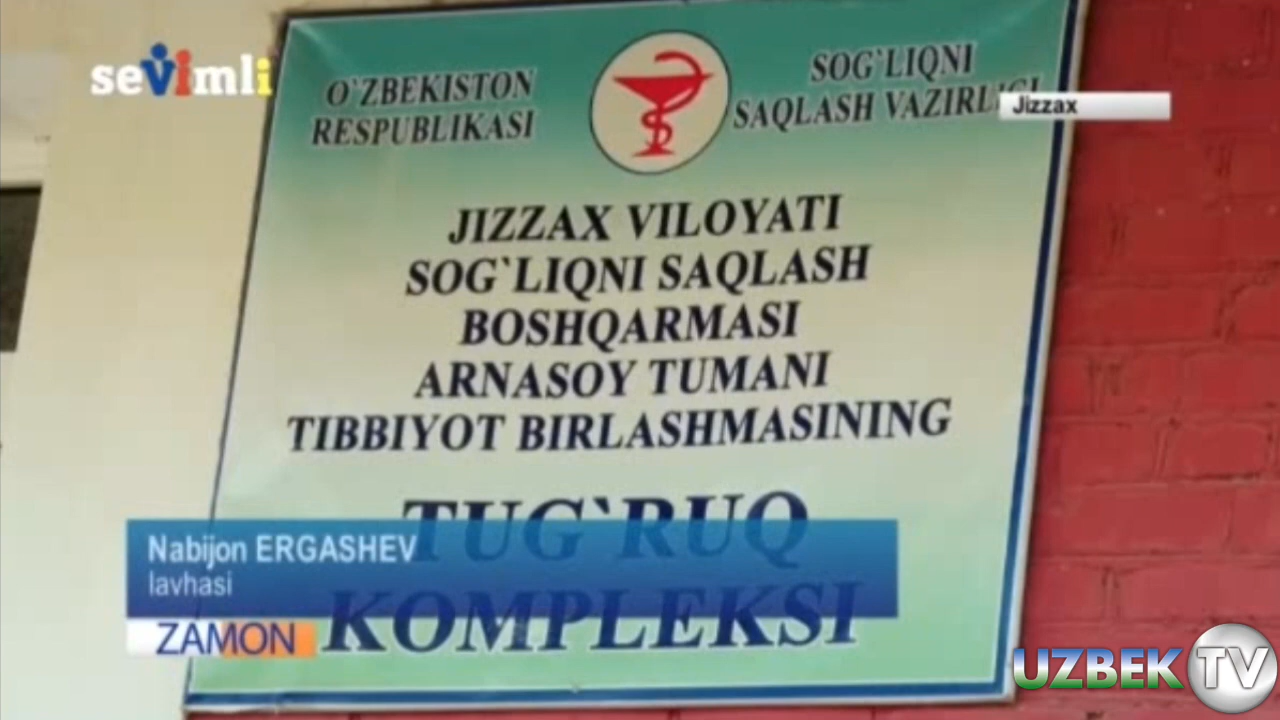 sevimli
O`ZBEKISTON
RESPUBLIKASI
SOG`LIQNI
SAQLASH VAZIRLIGI
Jizzax
JIZZAX VILOYATI
SOG`LIQNI SAQLASH
BOSHQARMASI
ARNASOY TUMANI
TIBBIYOT BIRLASHMASINING
TUG`RUQ
KOMPLEKSI
Nabijon ERGASHEV
lavhasi
ZAMON
UZBEK TV